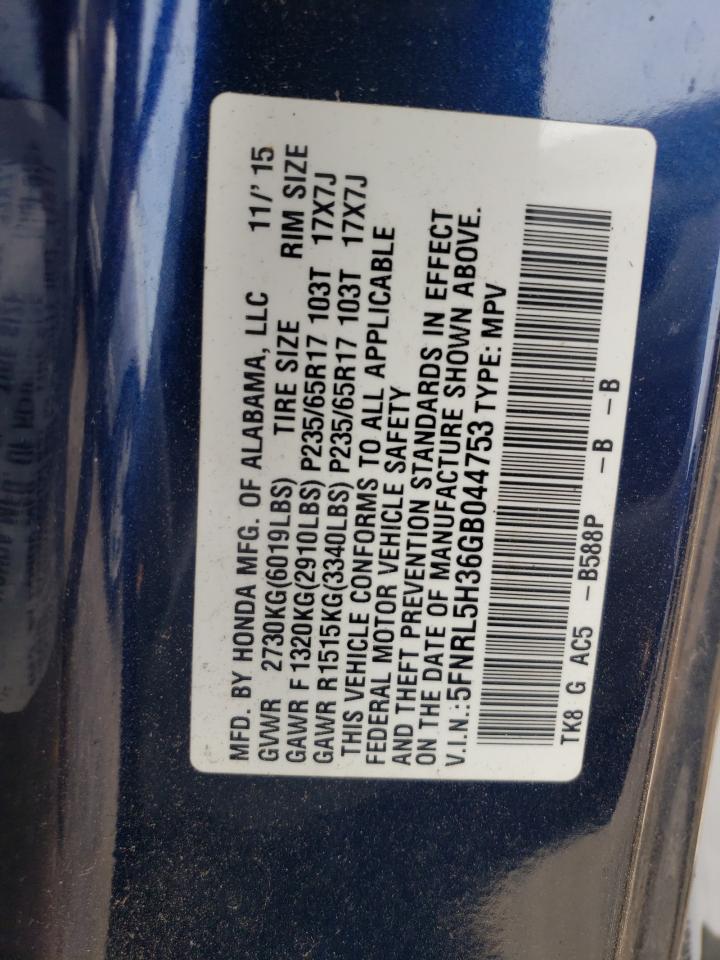 MFD. BY HONDA MFG. OF ALABAMA, LLC 11/' 15
GVWR 2730KG(6019LBS) TIRE SIZE RIM SIZE
GAWR F 1320KG(2910LBS) P235/65R17 103T 17X7J
GAWR R1515KG(3340LBS) P235/65R17 103T 17X7J
THIS VEHICLE CONFORMS TO ALL APPLICABLE
FEDERAL MOTOR VEHICLE SAFETY
AND THEFT PREVENTION STANDARDS IN EFFECT
ON THE DATE OF MANUFACTURE SHOWN ABOVE.
V.I.N.:5FNRL5H36GB044753 TYPE: MPV
TK8 G AC5 -B588P -B -B